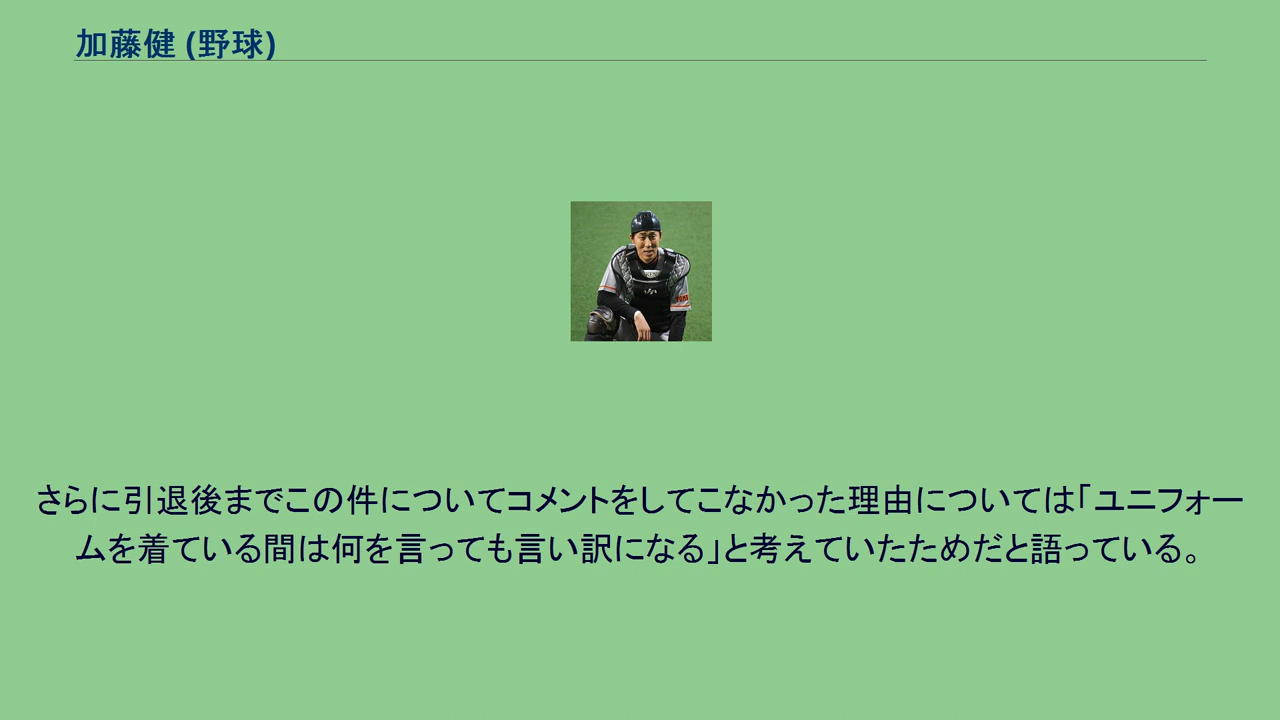 加藤健 (野球)
さらに引退後までこの件についてコメントをしてこなかった理由については「ユニフォー
ムを着ている間は何を言っても言い訳になる」と考えていたためだと語っている。